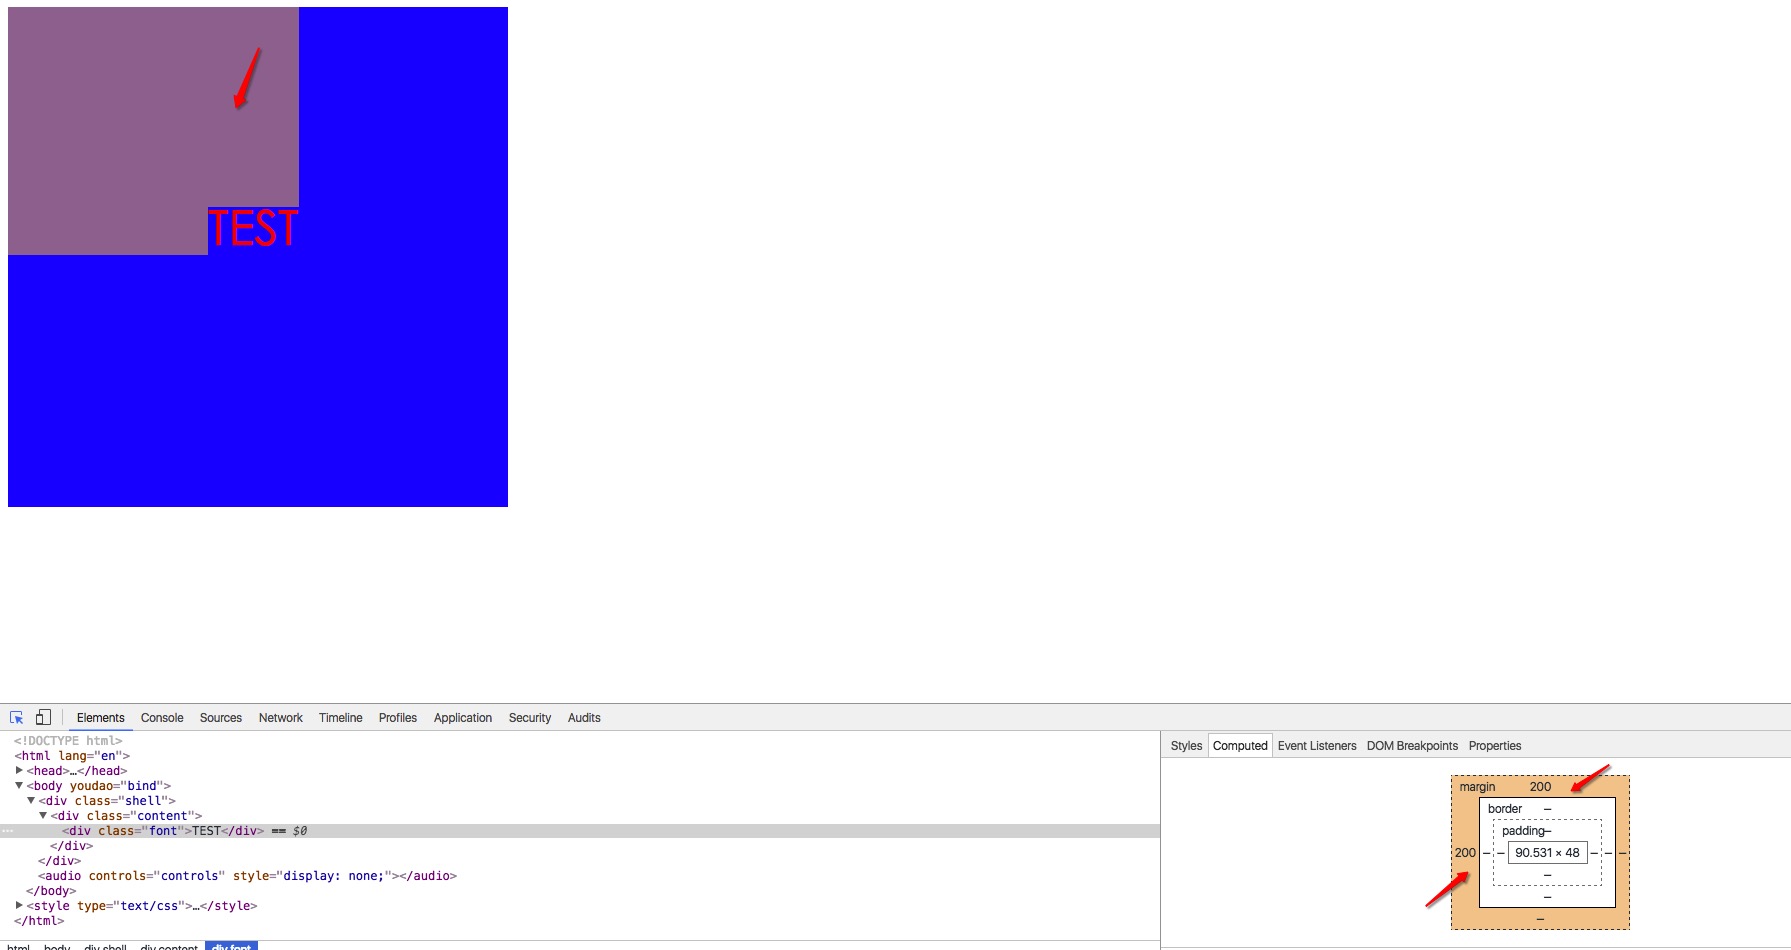 TEST
Elements Console Sources Network Timeline Profiles Application Security Audits
<!DOCTYPE html>
<html lang="en">
▶<head>…</head>
▼<body youdao="bind">
▼<div class="shell">
▼<div class="content">
… <div class="font">TEST</div> == $0
</div>
</div>
<audio controls="controls" style="display: none;"></audio>
</body>
▶<style type="text/css">…</style>
</html>
html body div.shell div.content div.font
Styles Computed Event Listeners DOM Breakpoints Properties
margin 200
border –
padding –
200 – – 90.531 × 48 – – –
–
–
–